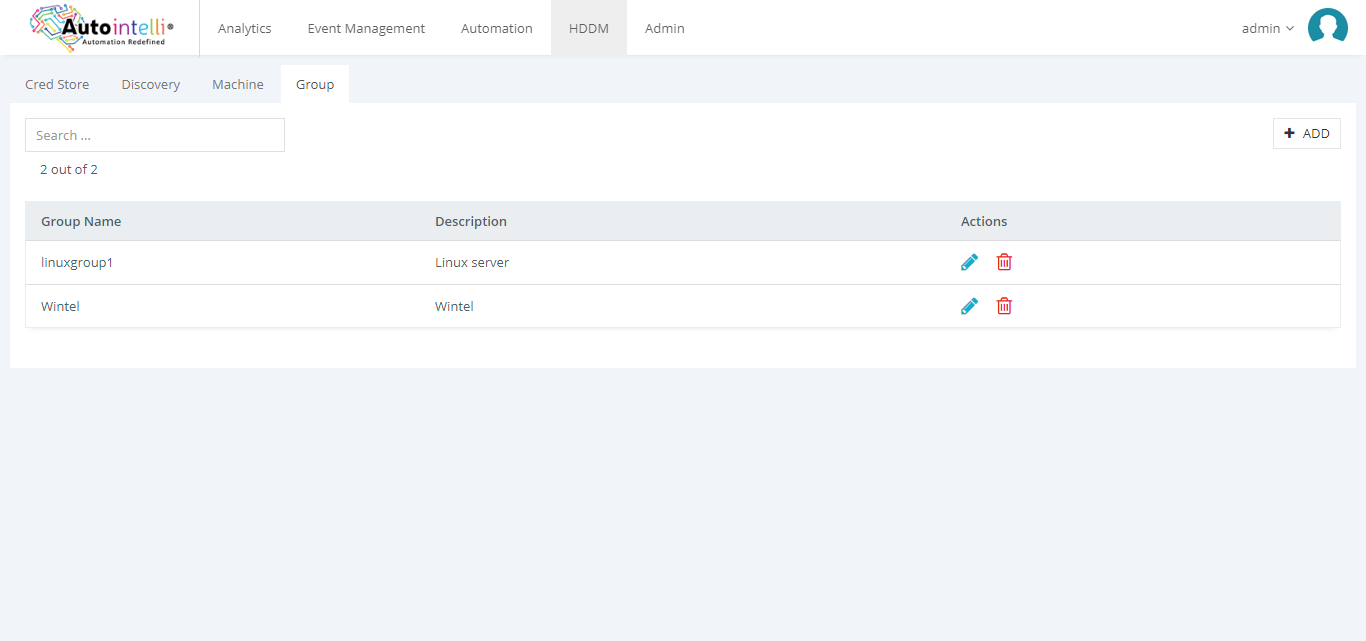 Autointelli®
Automation Redefined
Analytics Event Management Automation HDDM Admin admin
Cred Store Discovery Machine Group
Search ...
ADD
2 out of 2
Group Name Description Actions
linuxgroup1 Linux server
Wintel Wintel